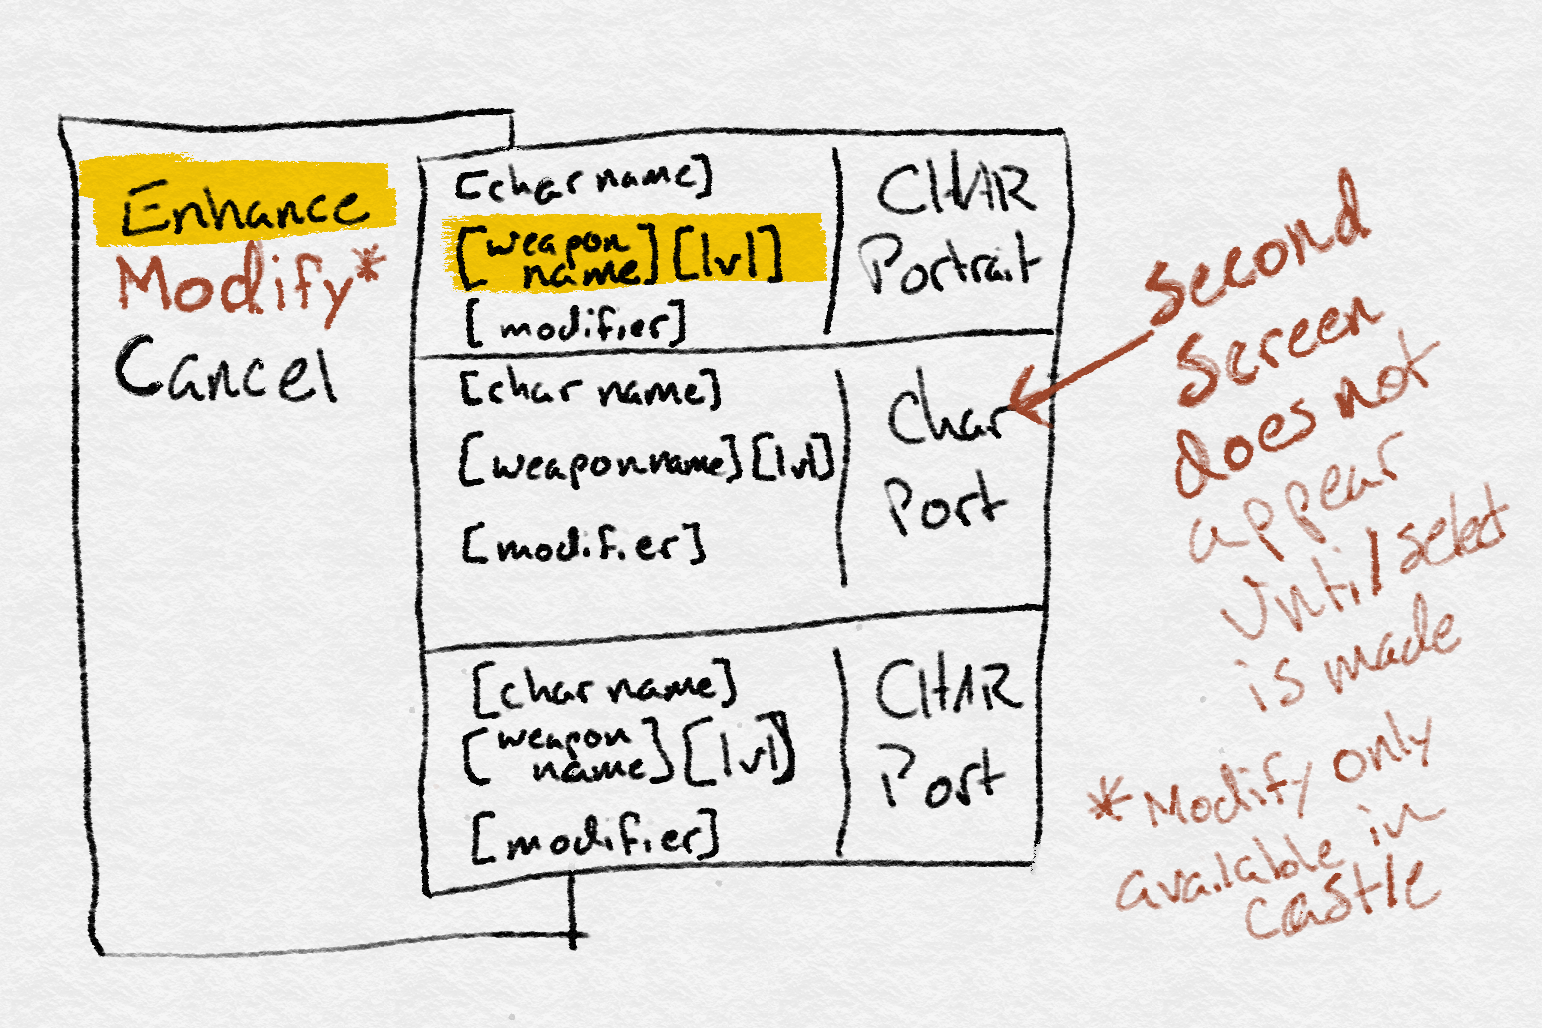 Enhance
Modify*
Cancel
[char name]
[weapon name] [lvl]
[modifier]
CHAR
Portrait
[char name]
[weapon name] [lvl]
[modifier]
Char
Port
[char name]
[weapon name] [lvl]
[modifier]
CHAR
Port
second
screen
does not
appear
until select
is made
*Modify only
available in
castle